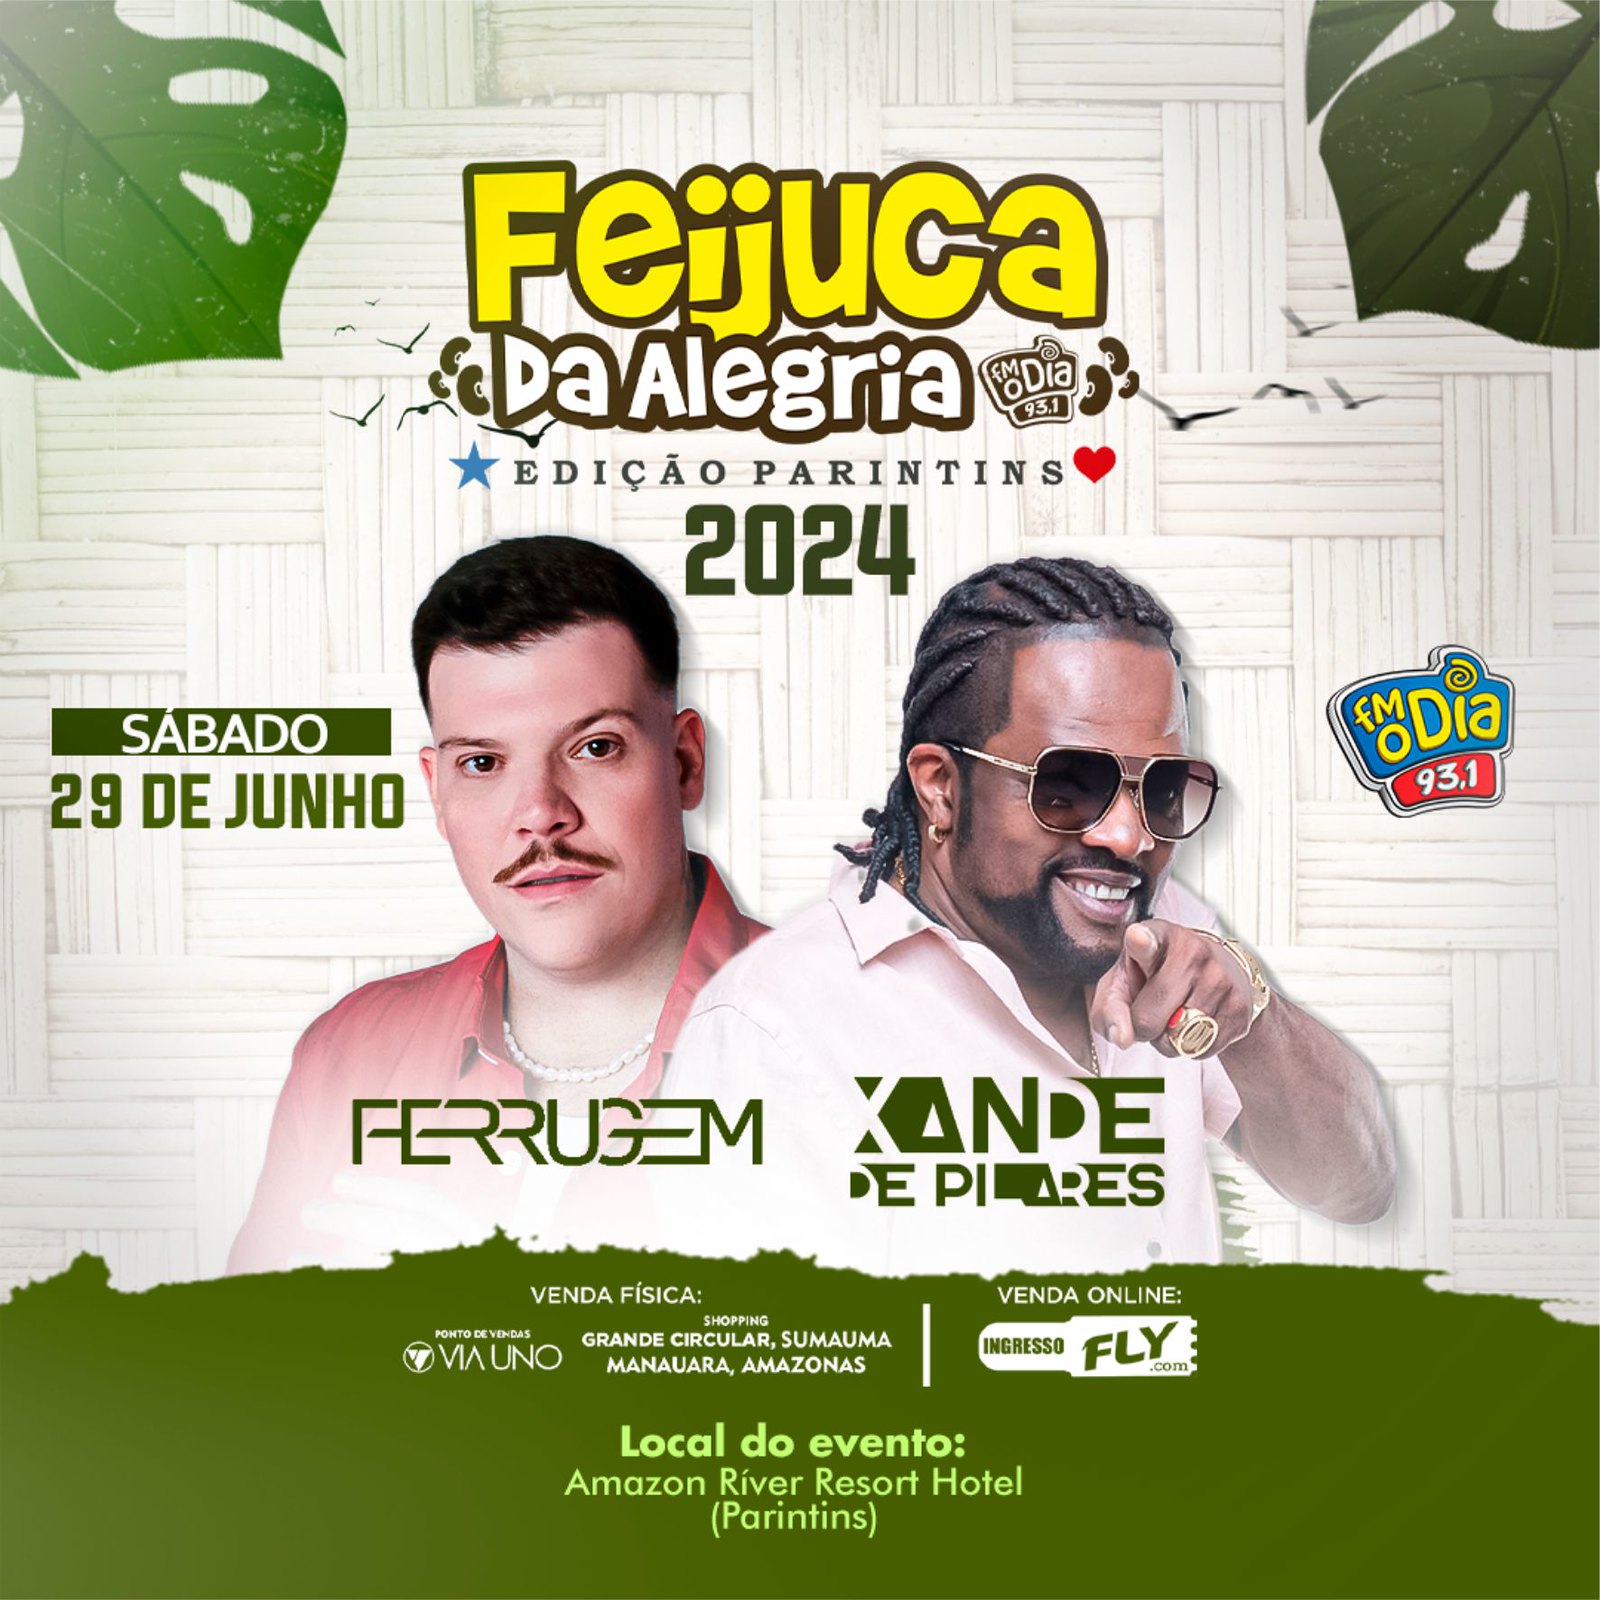 Feijuca
Da Alegria
FM
O DIA
93,1
EDIÇÃO PARINTINS
2024
SÁBADO
29 DE JUNHO
FM
O DIA
93,1
FERRUGEM
XANDE
DE PILARES
VENDA FÍSICA:
PONTO DE VENDAS
VIA UNO
SHOPPING
GRANDE CIRCULAR, SUMAUMA
MANAUARA, AMAZONAS
VENDA ONLINE:
INGRESSO FLY
.com
Local do evento:
Amazon Ríver Resort Hotel
(Parintins)